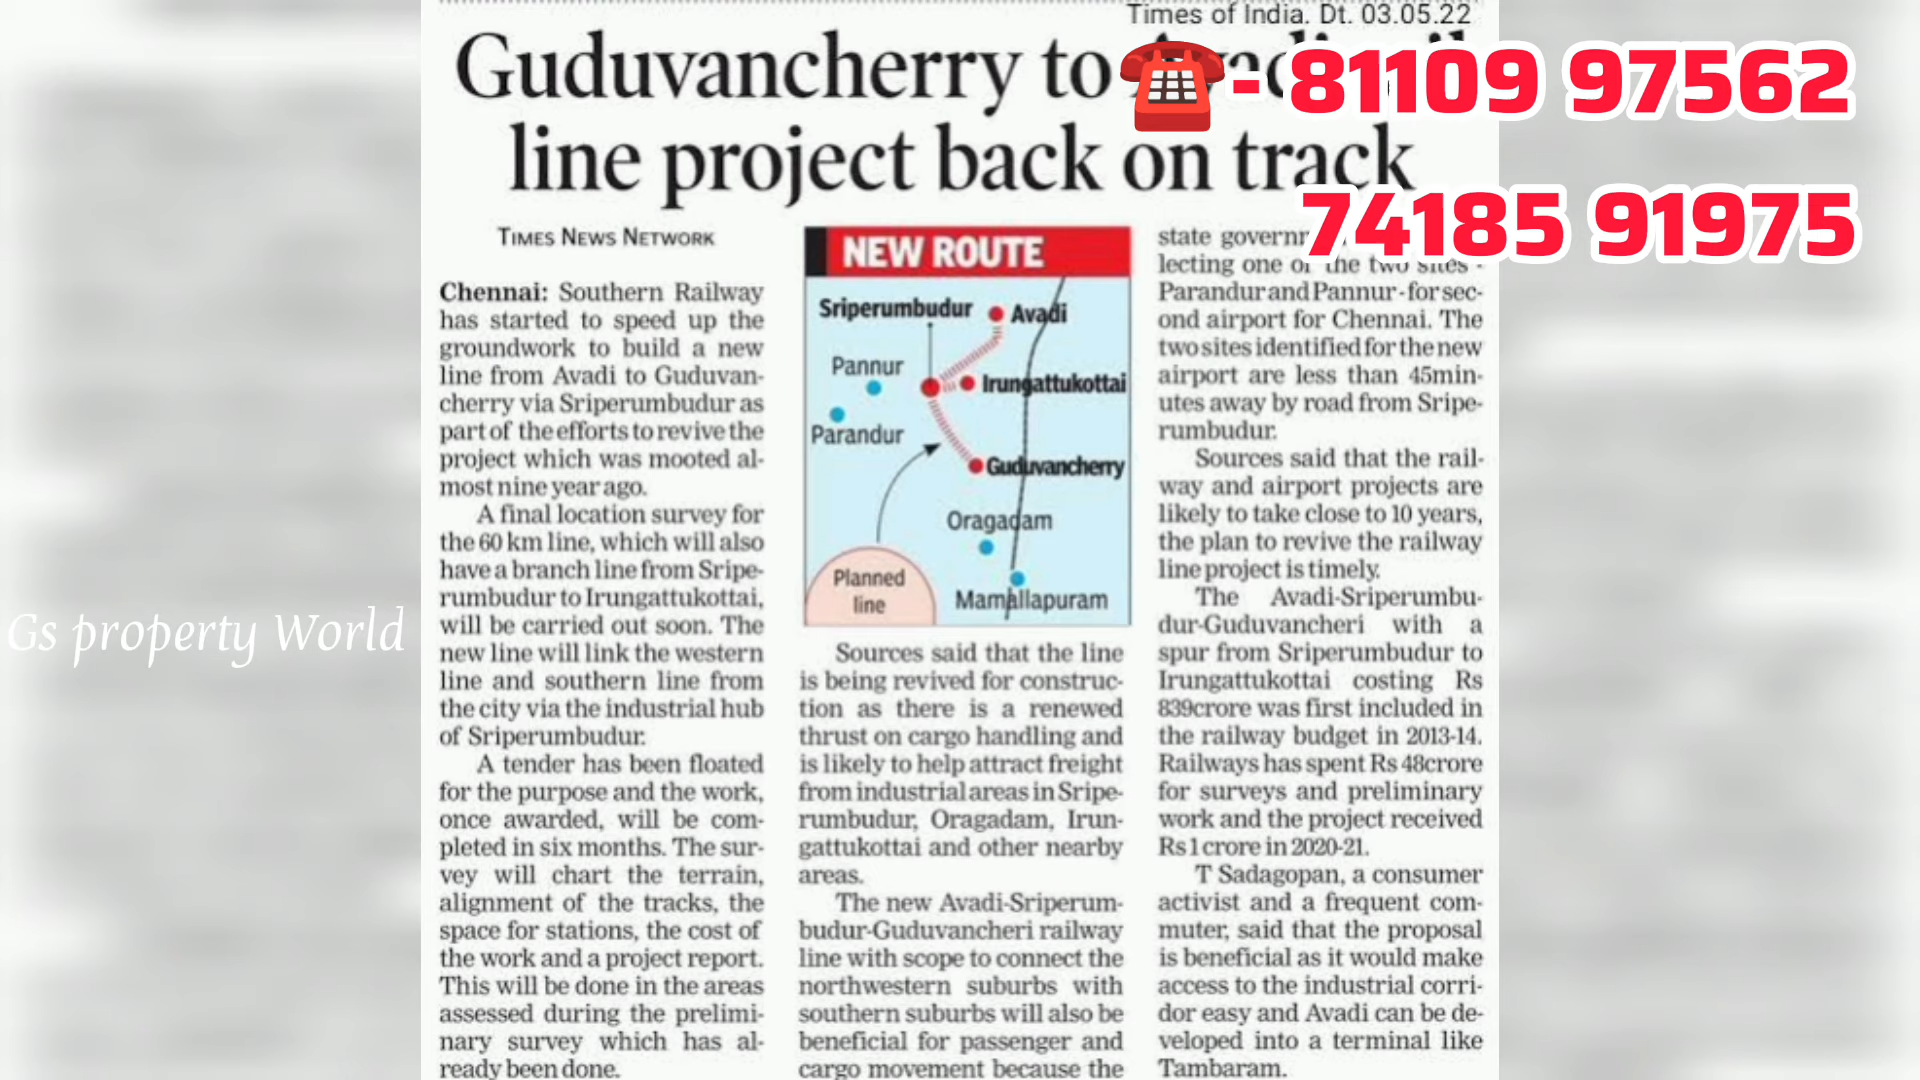 Times of India. Dt. 03.05.22
Guduvancherry to
line project back on track
- 81109 97562
74185 91975
Gs property World
TIMES NEWS NETWORK
Chennai: Southern Railway
has started to speed up the
groundwork to build a new
line from Avadi to Guduvan-
cherry via Sriperumbudur as
part of the efforts to revive the
project which was mooted al-
most nine year ago.
A final location survey for
the 60 km line, which will also
have a branch line from Sripe-
rumbudur to Irungattukottai,
will be carried out soon. The
new line will link the western
line and southern line from
the city via the industrial hub
of Sriperumbudur.
A tender has been floated
for the purpose and the work,
once awarded, will be com-
pleted in six months. The sur-
vey will chart the terrain,
alignment of the tracks, the
space for stations, the cost of
the work and a project report.
This will be done in the areas
assessed during the prelimi-
nary survey which has al-
ready been done.
NEW ROUTE
Sriperumbudur
Avadi
Pannur
Irungattukottai
Parandur
Guduvancherry
Oragadam
Planned
line
Mamallapuram
Sources said that the line
is being revived for construc-
tion as there is a renewed
thrust on cargo handling and
is likely to help attract freight
from industrial areas in Sripe-
rumbudur, Oragadam, Irun-
gattukottai and other nearby
areas.
The new Avadi-Sriperum-
budur-Guduvancheri railway
line with scope to connect the
northwestern suburbs with
southern suburbs will also be
beneficial for passenger and
cargo movement because the
state
lecting one of the two sites -
Parandur and Pannur - for sec-
ond airport for Chennai. The
two sites identified for the new
airport are less than 45min-
utes away by road from Sripe-
rumbudur.
Sources said that the rail-
way and airport projects are
likely to take close to 10 years,
the plan to revive the railway
line project is timely.
The Avadi-Sriperumbu-
dur-Guduvancheri with a
spur from Sriperumbudur to
Irungattukottai costing Rs
839crore was first included in
the railway budget in 2013-14.
Railways has spent Rs 48crore
for surveys and preliminary
work and the project received
Rs 1 crore in 2020-21.
T Sadagopan, a consumer
activist and a frequent com-
muter, said that the proposal
is beneficial as it would make
access to the industrial corri-
dor easy and Avadi can be de-
veloped into a terminal like
Tambaram.